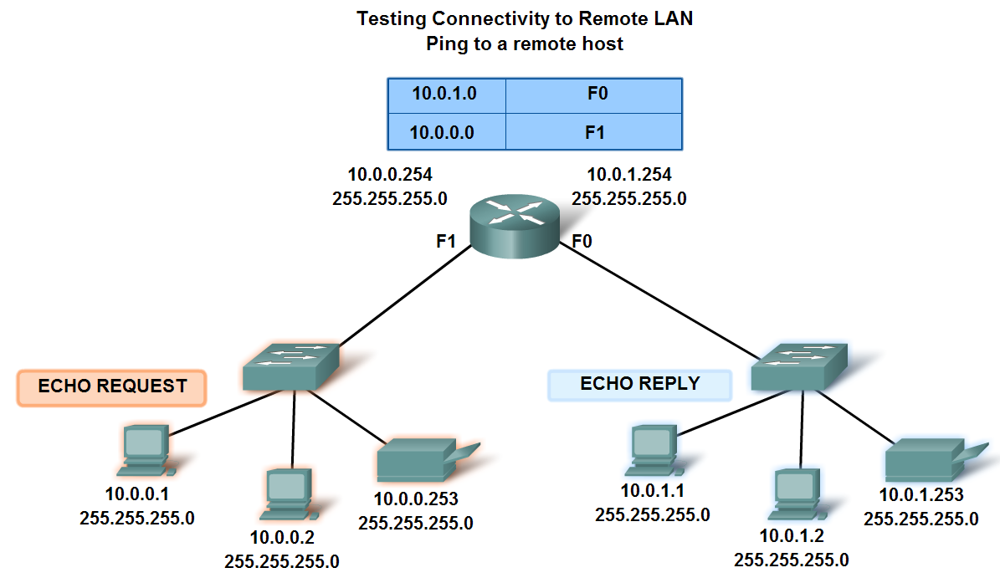 Testing Connectivity to Remote LAN
Ping to a remote host
10.0.1.0 F0
10.0.0.0 F1
10.0.0.254
255.255.255.0
10.0.1.254
255.255.255.0
F1
F0
ECHO REQUEST
ECHO REPLY
10.0.0.1
255.255.255.0
10.0.0.2
255.255.255.0
10.0.0.253
255.255.255.0
10.0.1.1
255.255.255.0
10.0.1.2
255.255.255.0
10.0.1.253
255.255.255.0